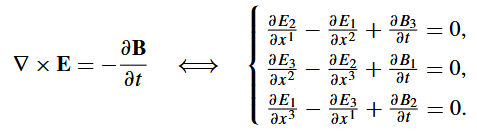 ∇ × E = −∂B/∂t ⟺ { ∂E₂/∂x¹ − ∂E₁/∂x² + ∂B₃/∂t = 0,
∂E₃/∂x² − ∂E₂/∂x³ + ∂B₁/∂t = 0,
∂E₁/∂x³ − ∂E₃/∂x¹ + ∂B₂/∂t = 0.